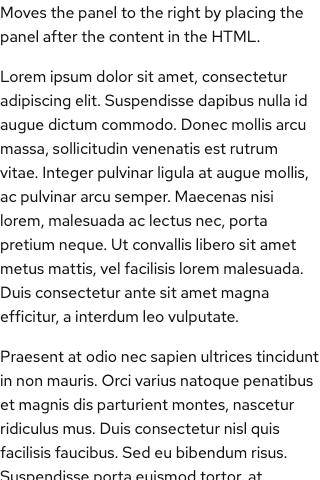 Moves the panel to the right by placing the
panel after the content in the HTML.
Lorem ipsum dolor sit amet, consectetur
adipiscing elit. Suspendisse dapibus nulla id
augue dictum commodo. Donec mollis arcu
massa, sollicitudin venenatis est rutrum
vitae. Integer pulvinar ligula at augue mollis,
ac pulvinar arcu semper. Maecenas nisi
lorem, malesuada ac lectus nec, porta
pretium neque. Ut convallis libero sit amet
metus mattis, vel facilisis lorem malesuada.
Duis consectetur ante sit amet magna
efficitur, a interdum leo vulputate.
Praesent at odio nec sapien ultrices tincidunt
in non mauris. Orci varius natoque penatibus
et magnis dis parturient montes, nascetur
ridiculus mus. Duis consectetur nisl quis
facilisis faucibus. Sed eu bibendum risus.
Suspendisse porta euismod tortor, at